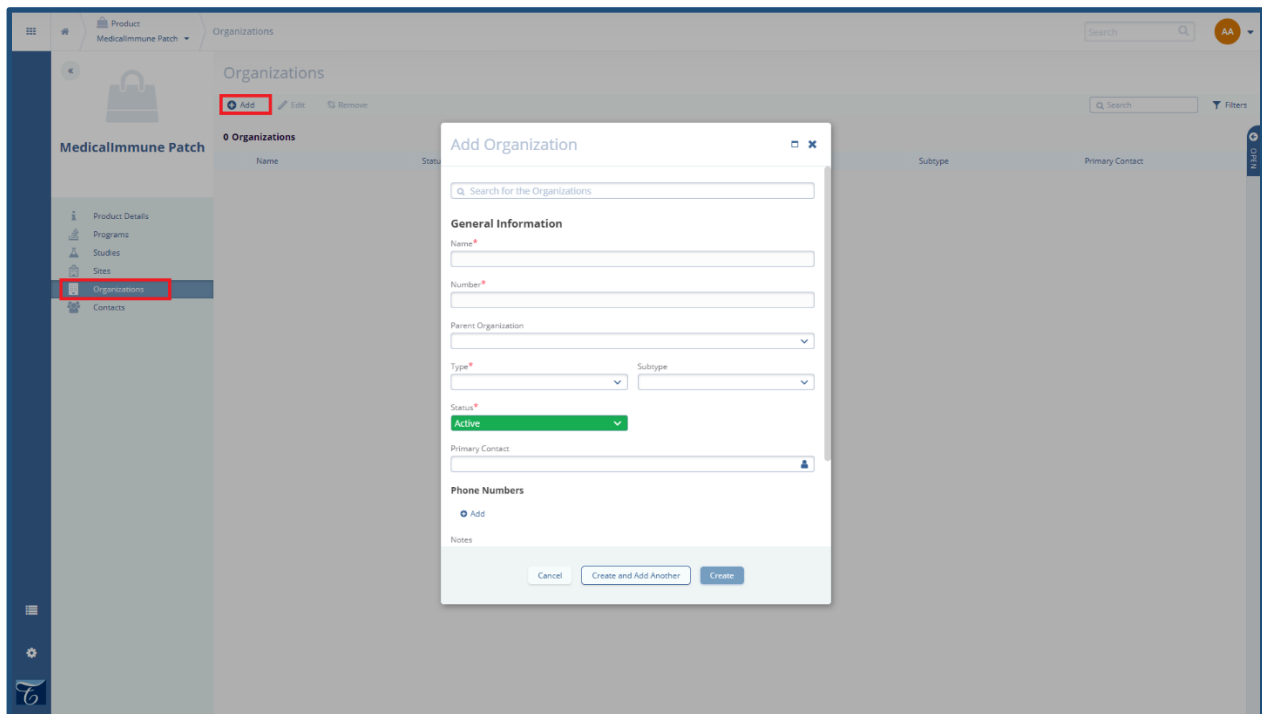 Product
MedicalImmune Patch
Organizations
Search
AA
Organizations
Add Edit Remove
Search
Filters
MedicalImmune Patch
0 Organizations
Name Statu Subtype Primary Contact
OPEN
Product Details
Programs
Studies
Sites
Organizations
Contacts
Add Organization
Search for the Organizations
General Information
Name*
Number*
Parent Organization
Type* Subtype
Status*
Active
Primary Contact
Phone Numbers
Add
Notes
Cancel Create and Add Another Create